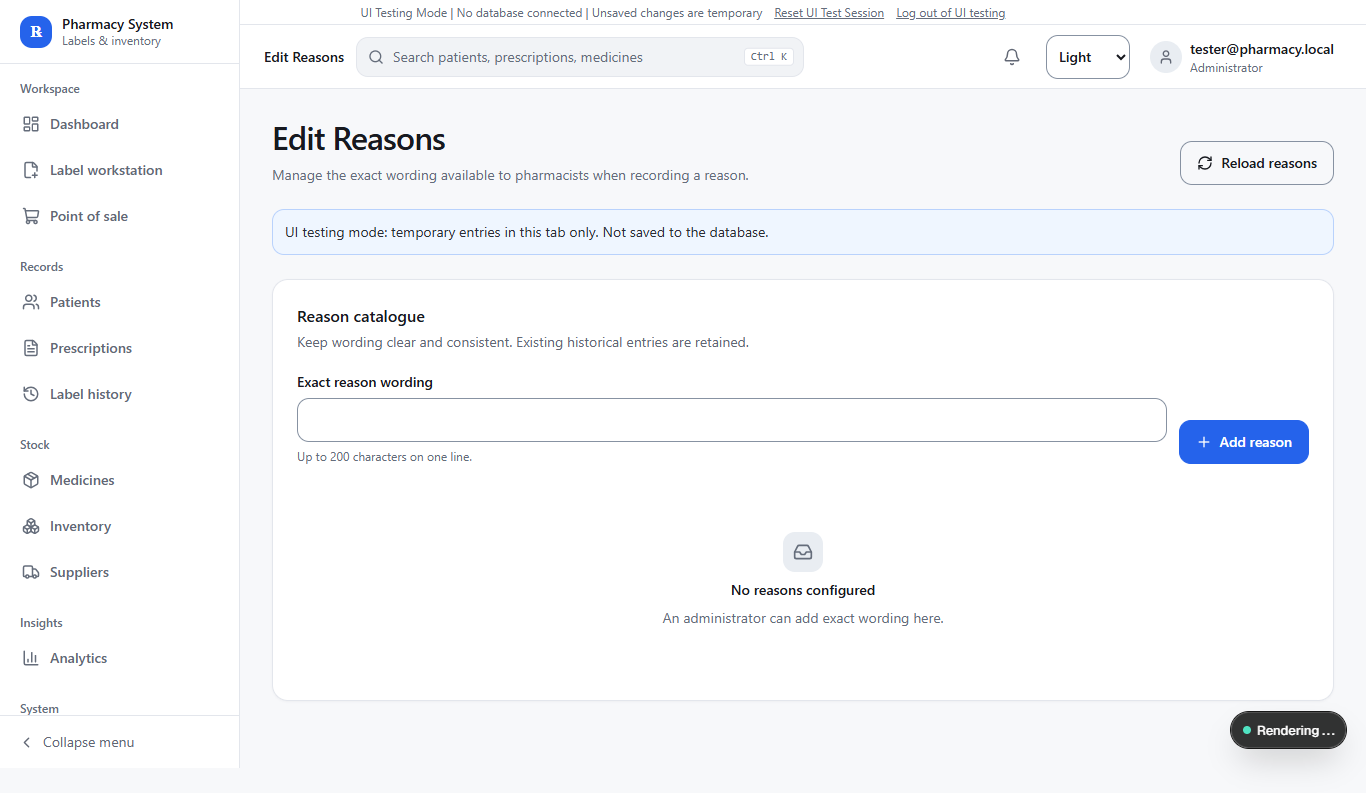 UI Testing Mode | No database connected | Unsaved changes are temporary Reset UI Test Session Log out of UI testing
Pharmacy System
Labels & inventory
Edit Reasons
Search patients, prescriptions, medicines
Ctrl K
Light
tester@pharmacy.local
Administrator
Workspace
Dashboard
Label workstation
Point of sale
Records
Patients
Prescriptions
Label history
Stock
Medicines
Inventory
Suppliers
Insights
Analytics
System
Collapse menu
Edit Reasons
Manage the exact wording available to pharmacists when recording a reason.
Reload reasons
UI testing mode: temporary entries in this tab only. Not saved to the database.
Reason catalogue
Keep wording clear and consistent. Existing historical entries are retained.
Exact reason wording
Add reason
Up to 200 characters on one line.
No reasons configured
An administrator can add exact wording here.
Rendering ...